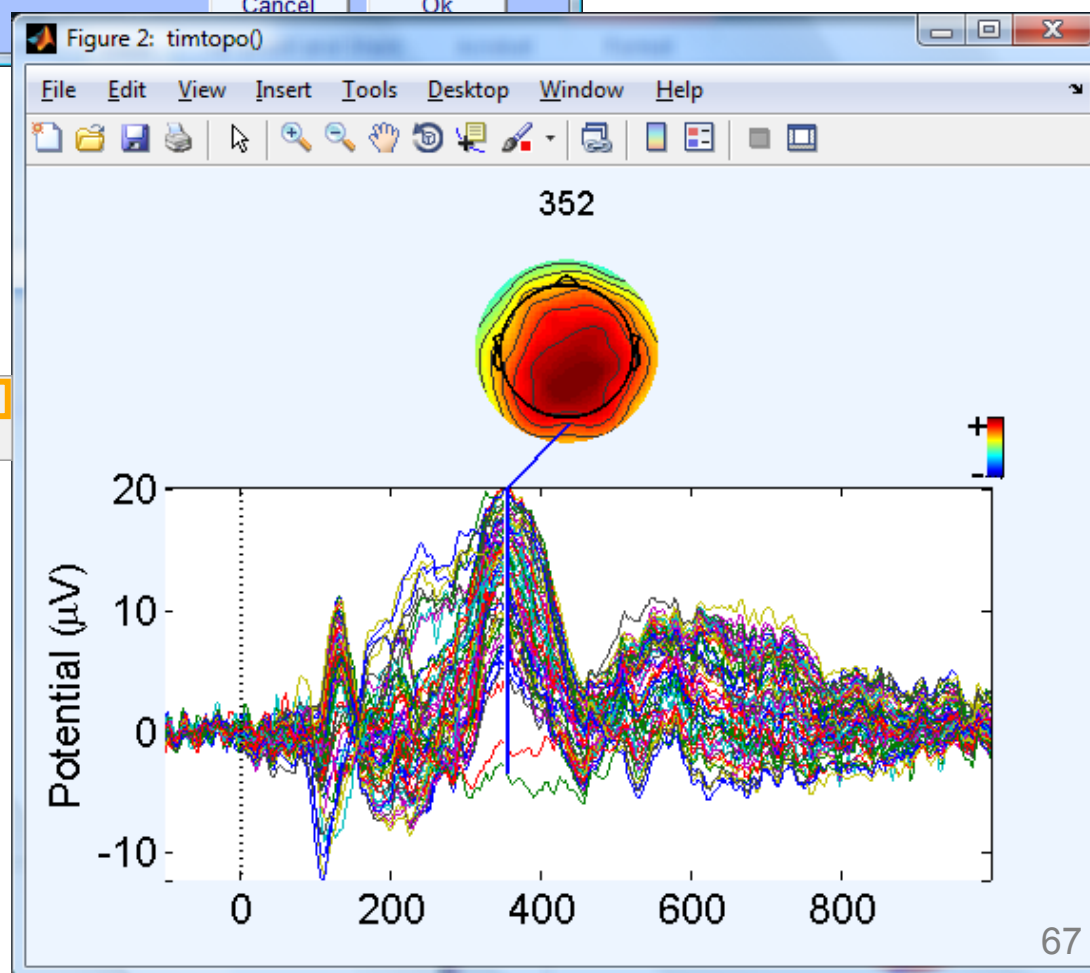 Cancel Ok
Figure 2: timtopo()
File Edit View Insert Tools Desktop Window Help
352
+
-
20
10
0
-10
Potential (μV)
0 200 400 600 800
67